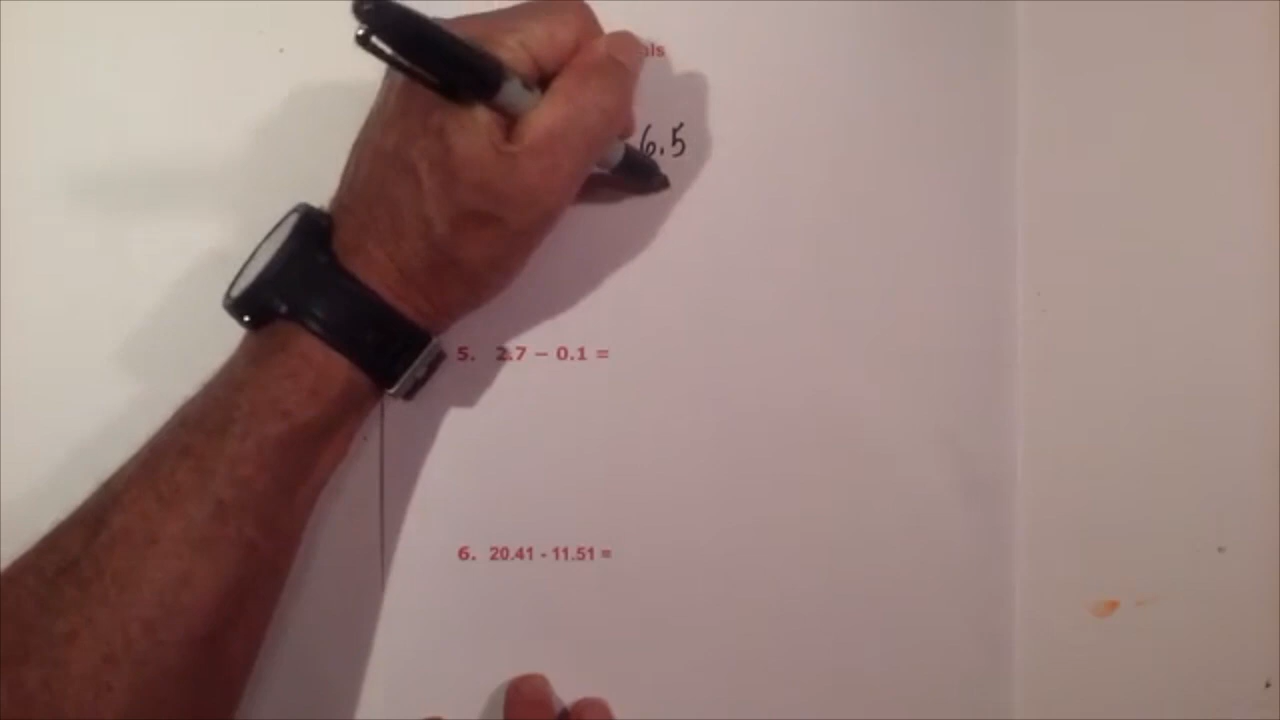 6.5
5. 2.7 – 0.1 =
6. 20.41 - 11.51 =